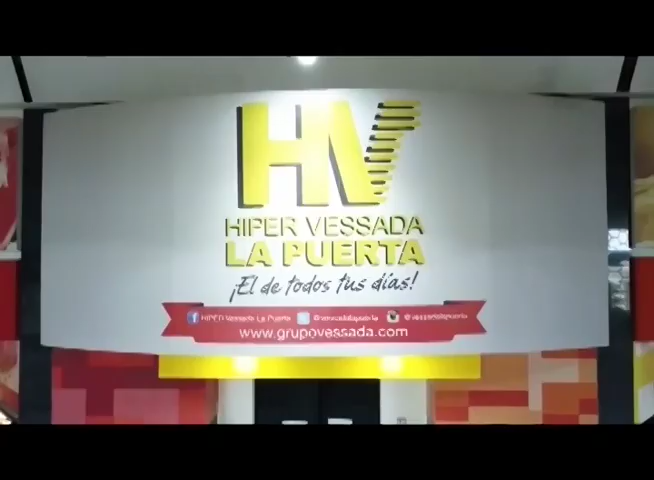 HV
HIPER VESSADA
LA PUERTA
¡El de todos tus días!
HIPER Vessada La Puerta
www.grupovessada.com